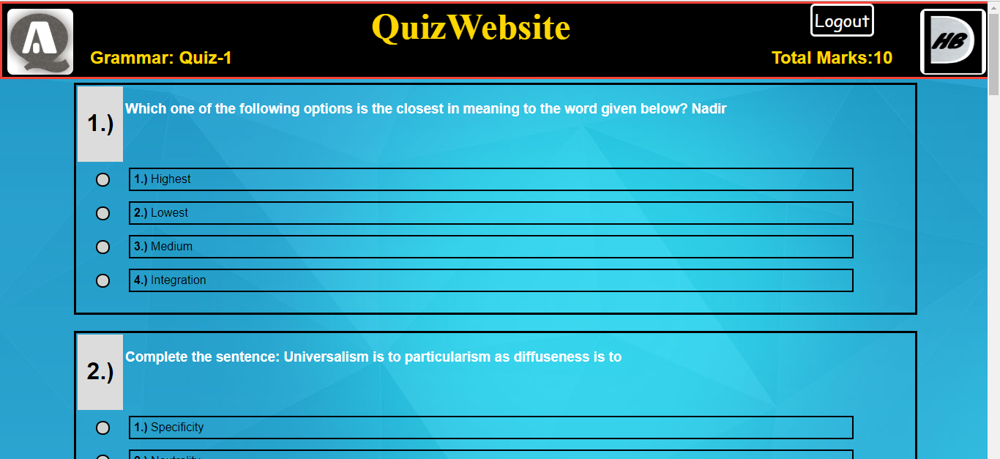 QuizWebsite
Logout
A
HB
Grammar: Quiz-1
Total Marks:10
1.)
Which one of the following options is the closest in meaning to the word given below? Nadir
1.) Highest
2.) Lowest
3.) Medium
4.) Integration
2.)
Complete the sentence: Universalism is to particularism as diffuseness is to
1.) Specificity
2.) Neutrality